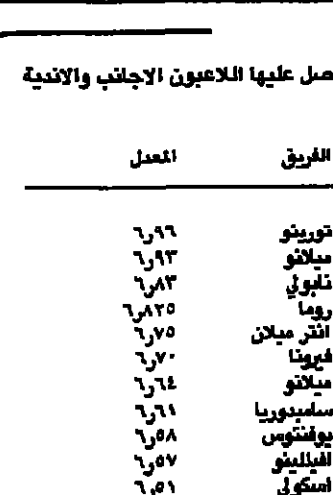 صل عليها اللاعبون الاجانب والاندية
الفريق المعدل
تورينو ٦٫٩٦
ميلانو ٦٫٩٣
نابولي ٦٫٨٣
روما ٦٫٨٢٥
انتر ميلان ٦٫٧٥
فيرونا ٦٫٧٠
ميلانو ٦٫٦٤
سامبدوريا ٦٫٦١
يوفنتوس ٦٫٥٨
افيللينو ٦٫٥٧
اسكولي ٦٫٥١